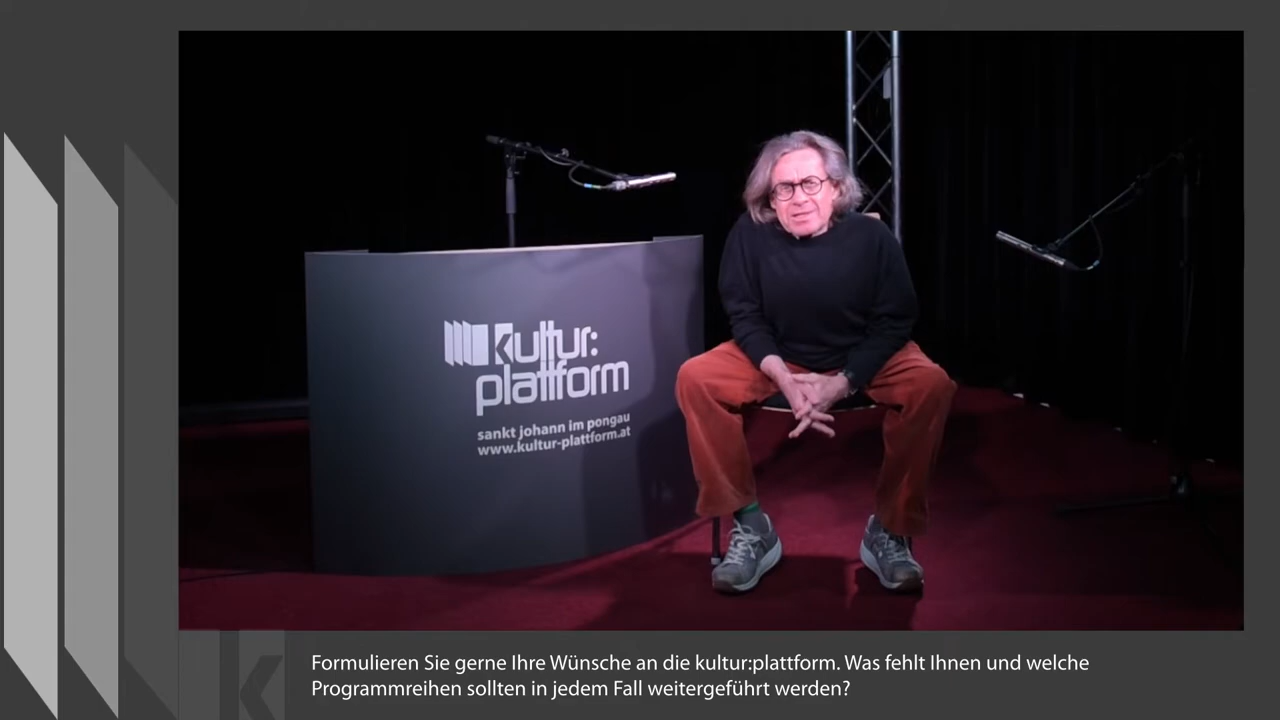 kultur:
plattform
sankt johann im pongau
www.kultur-plattform.at
Formulieren Sie gerne Ihre Wünsche an die kultur:plattform. Was fehlt Ihnen und welche
Programmreihen sollten in jedem Fall weitergeführt werden?